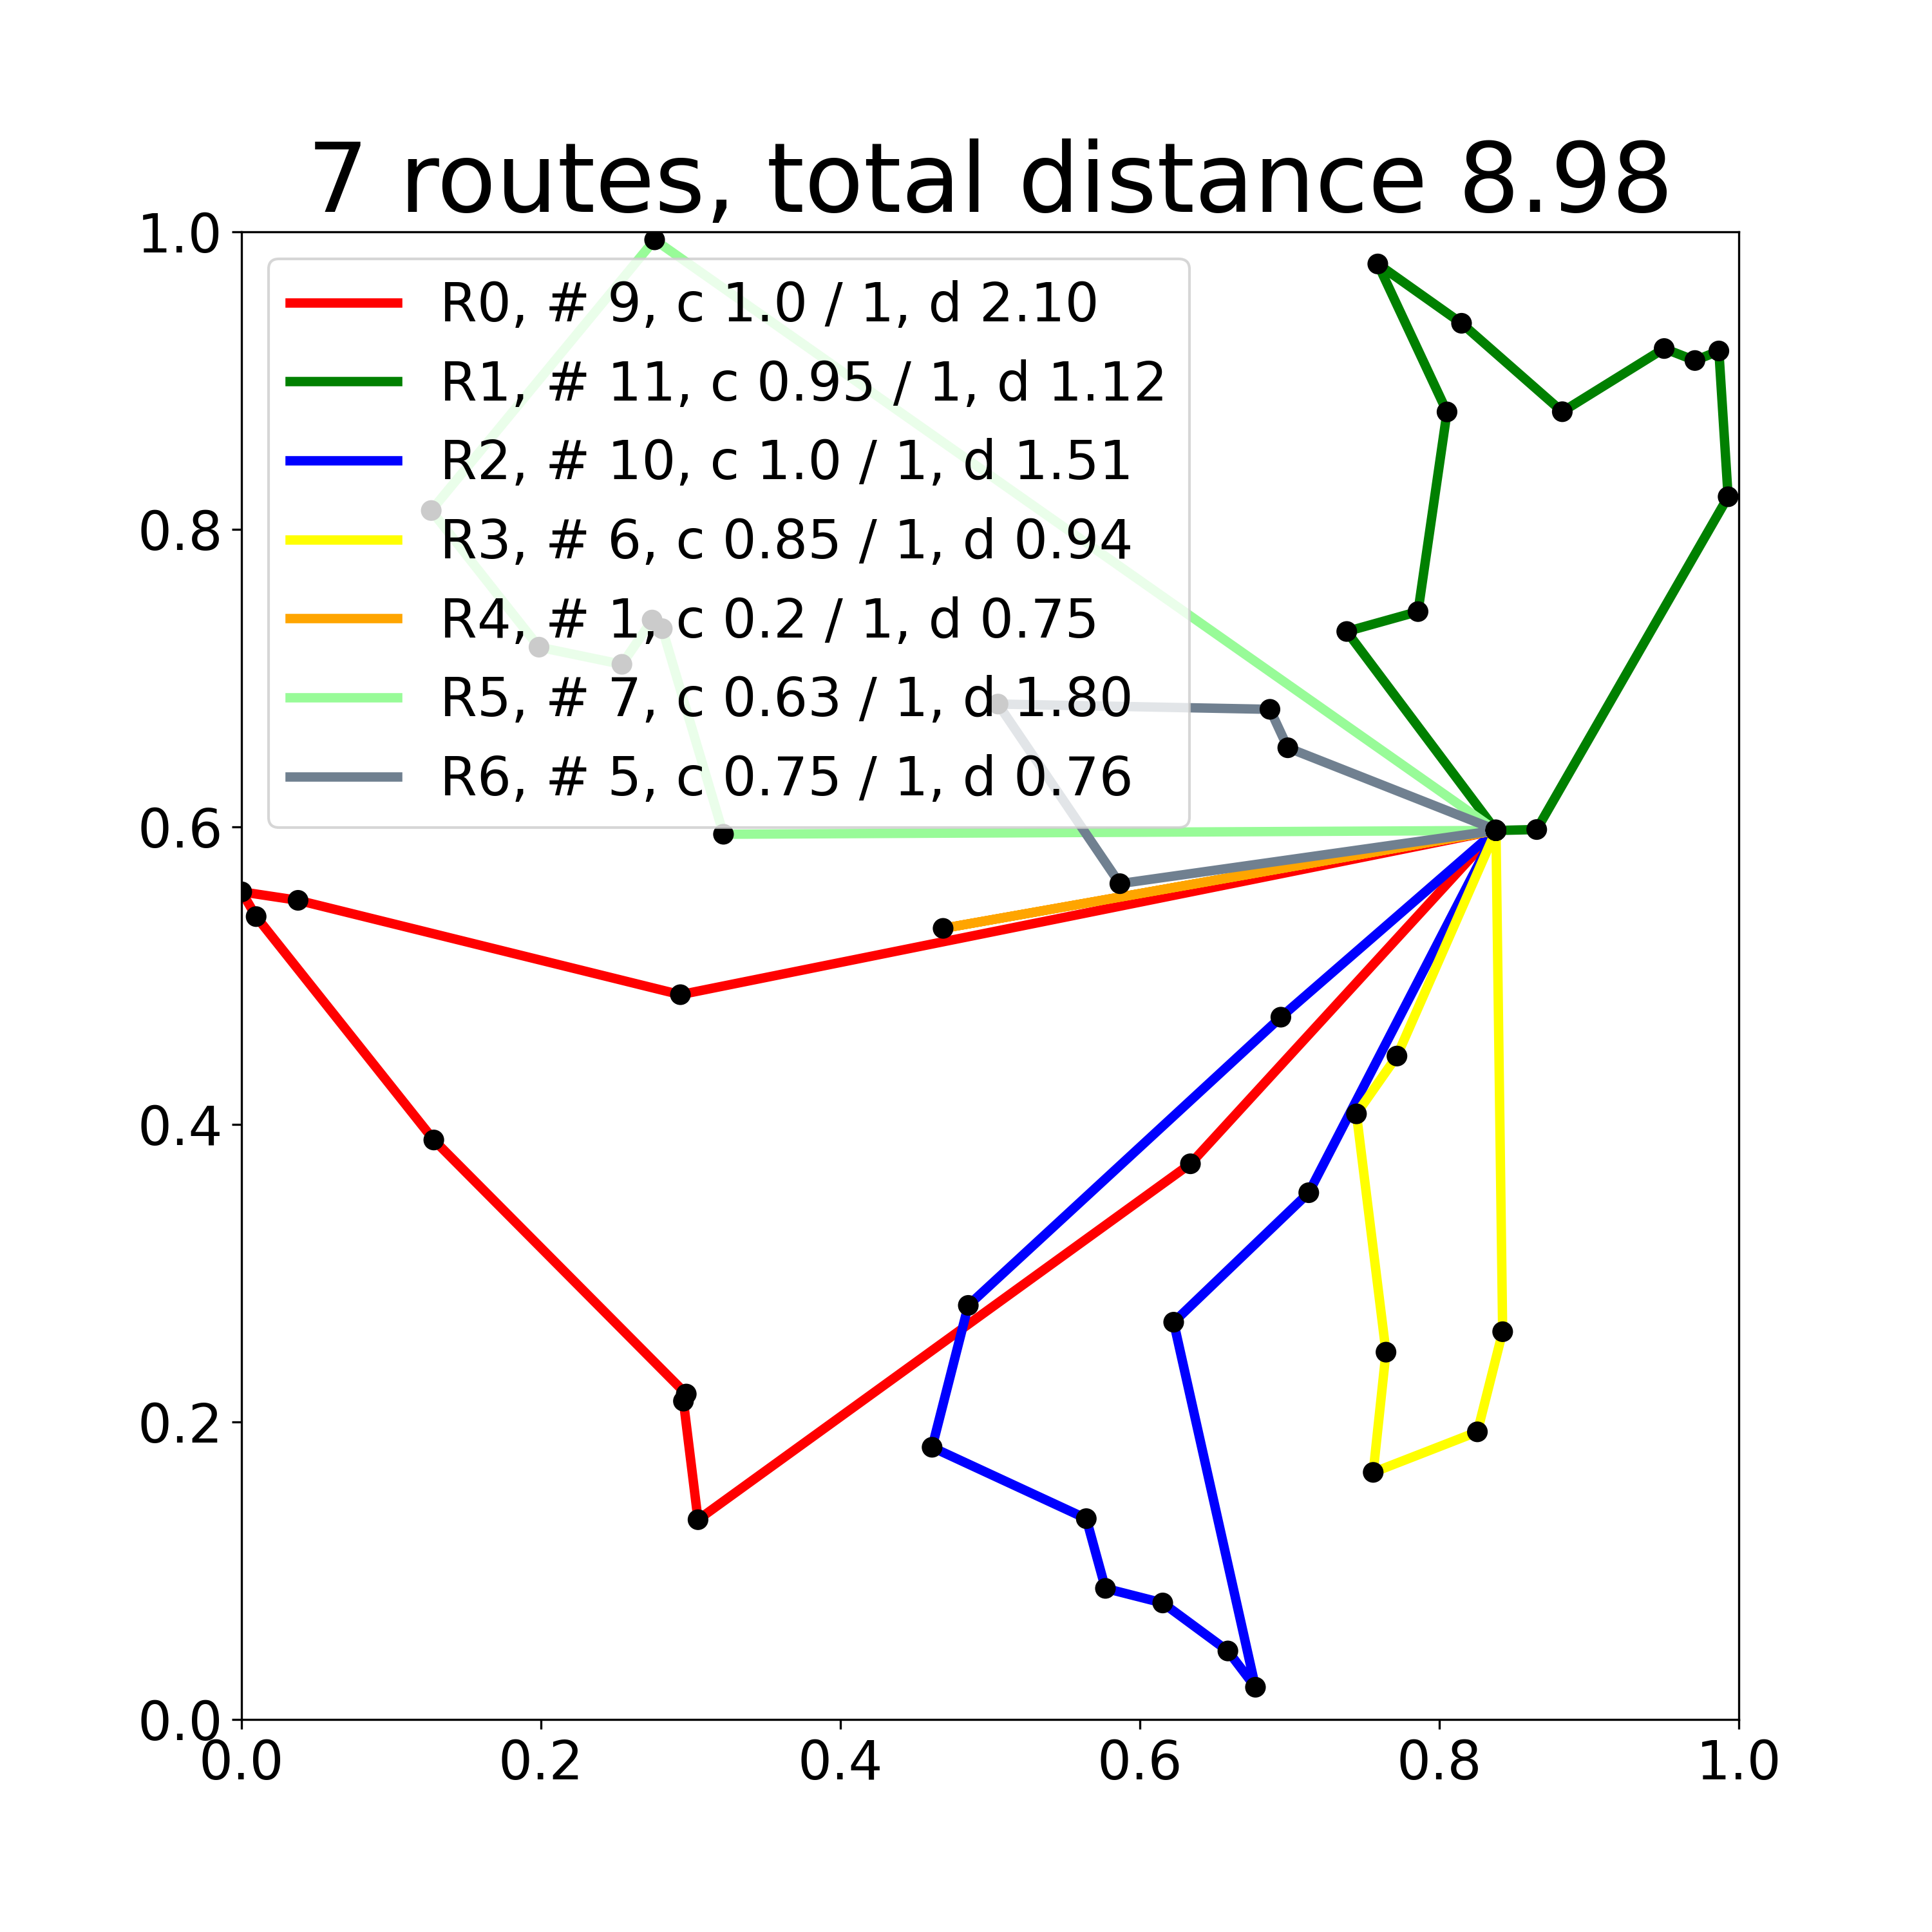 7 routes, total distance 8.98
1.0
0.8
0.6
0.4
0.2
0.0
R0, # 9, c 1.0 / 1, d 2.10
R1, # 11, c 0.95 / 1, d 1.12
R2, # 10, c 1.0 / 1, d 1.51
R3, # 6, c 0.85 / 1, d 0.94
R4, # 1, c 0.2 / 1, d 0.75
R5, # 7, c 0.63 / 1, d 1.80
R6, # 5, c 0.75 / 1, d 0.76
0.0 0.2 0.4 0.6 0.8 1.0